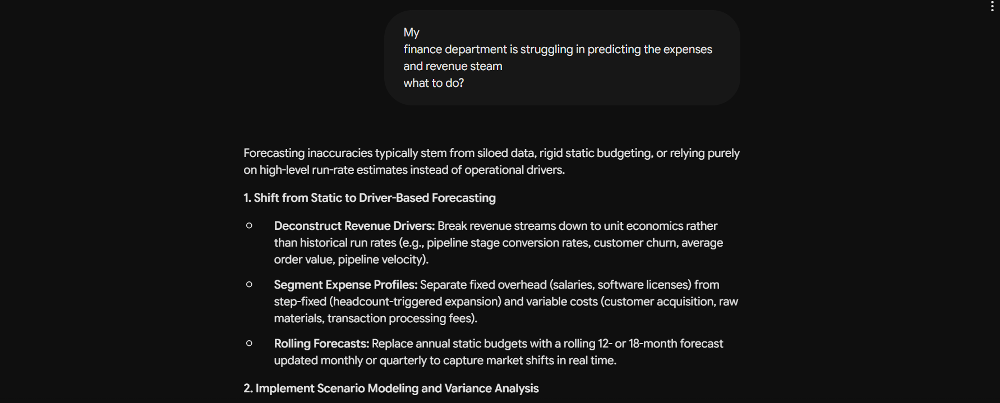 My
finance department is struggling in predicting the expenses
and revenue steam
what to do?
Forecasting inaccuracies typically stem from siloed data, rigid static budgeting, or relying purely
on high-level run-rate estimates instead of operational drivers.
1. Shift from Static to Driver-Based Forecasting
Deconstruct Revenue Drivers: Break revenue streams down to unit economics rather
than historical run rates (e.g., pipeline stage conversion rates, customer churn, average
order value, pipeline velocity).
Segment Expense Profiles: Separate fixed overhead (salaries, software licenses) from
step-fixed (headcount-triggered expansion) and variable costs (customer acquisition, raw
materials, transaction processing fees).
Rolling Forecasts: Replace annual static budgets with a rolling 12- or 18-month forecast
updated monthly or quarterly to capture market shifts in real time.
2. Implement Scenario Modeling and Variance Analysis